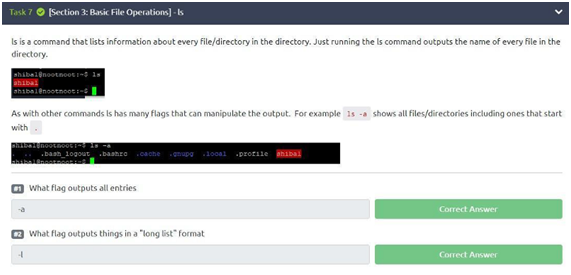 Task 7 [Section 3: Basic File Operations] - ls
ls is a command that lists information about every file/directory in the directory. Just running the ls command outputs the name of every file in the
directory.
shiba1@nootnoot:~$ ls
shiba1
shiba1@nootnoot:~$
As with other commands ls has many flags that can manipulate the output. For example ls -a shows all files/directories including ones that start
with .
shiba1@nootnoot:~$ ls -a
. .. .bash_logout .bashrc .cache .gnupg .local .profile shiba1
shiba1@nootnoot:~$
#1 What flag outputs all entries
-a Correct Answer
#2 What flag outputs things in a "long list" format
-l Correct Answer